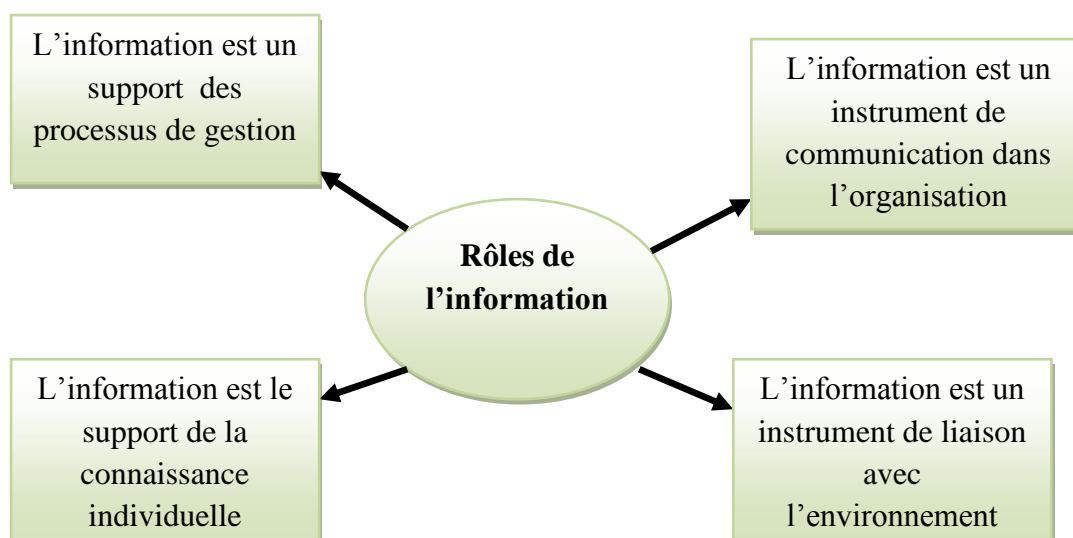 L’information est un
support des
processus de gestion
L’information est un
instrument de
communication dans
l’organisation
Rôles de
l’information
L’information est le
support de la
connaissance
individuelle
L’information est un
instrument de liaison
avec
l’environnement